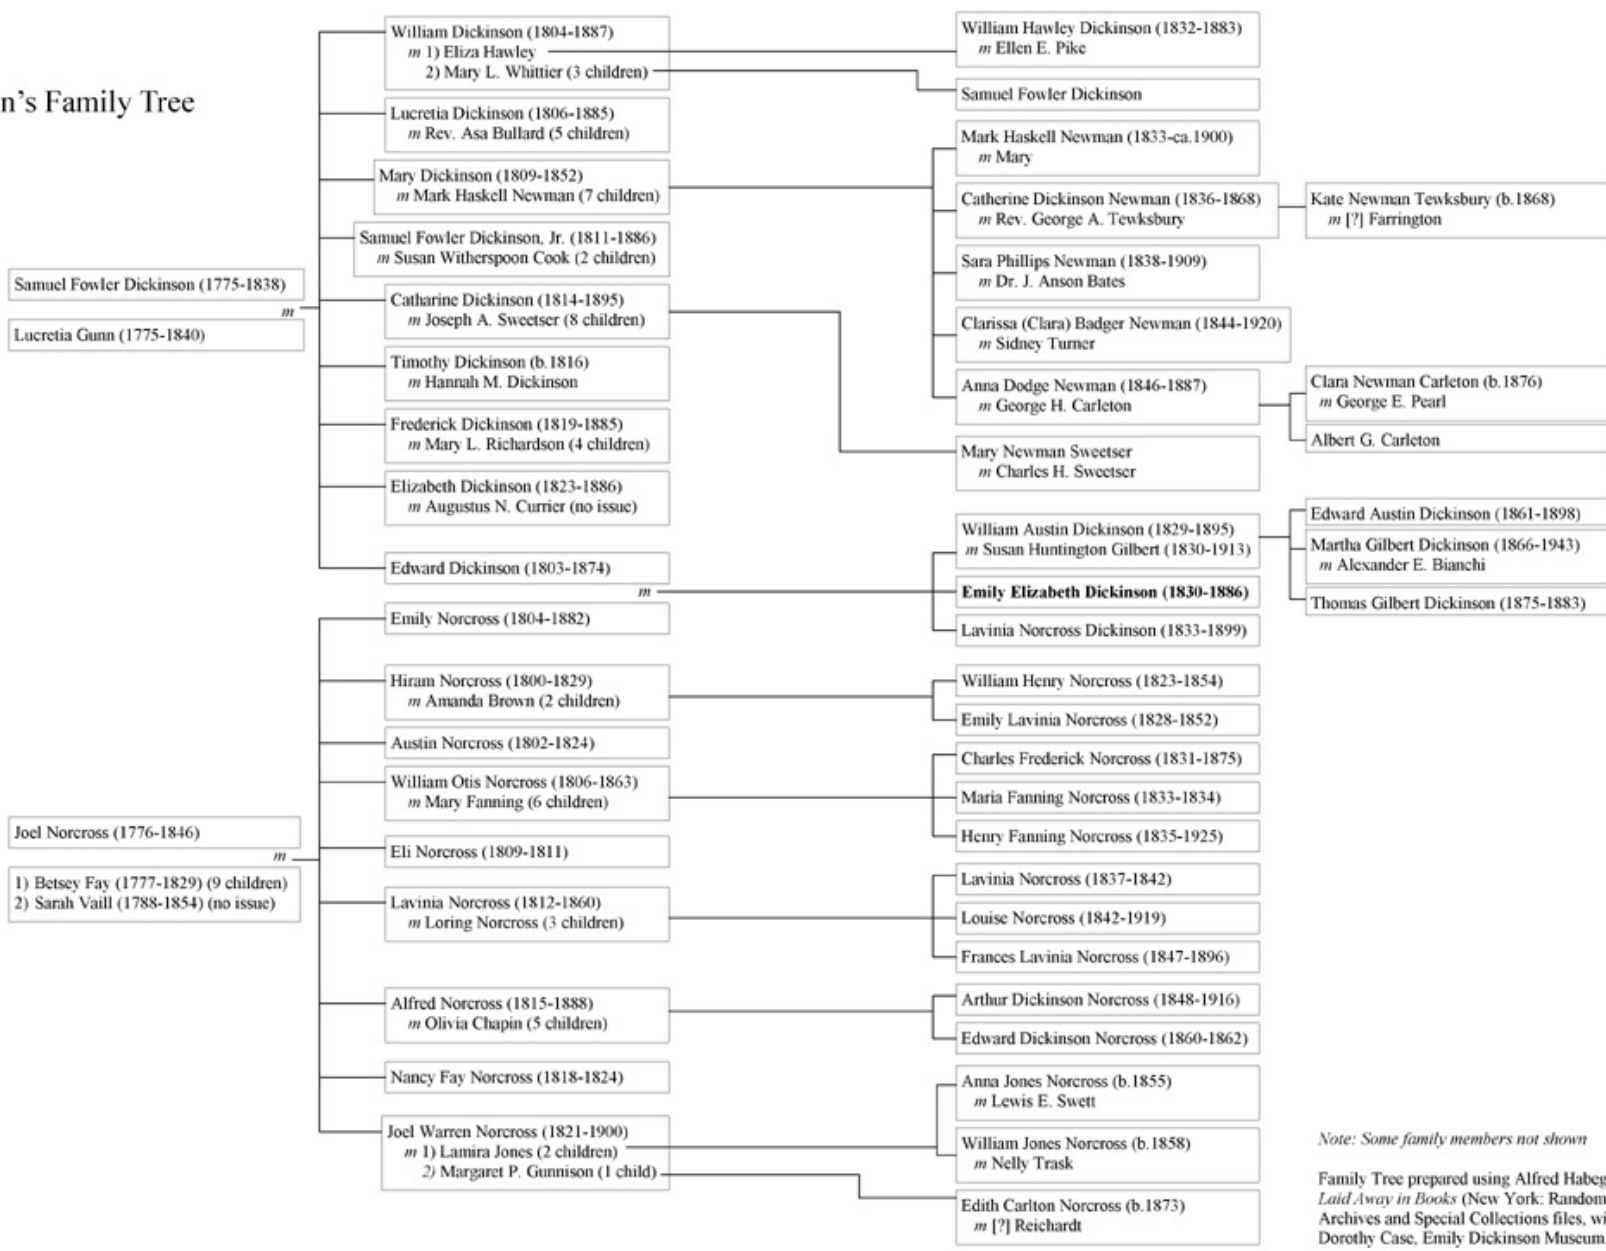 n's Family Tree
Samuel Fowler Dickinson (1775-1838)
m
Lucretia Gunn (1775-1840)
William Dickinson (1804-1887)
m 1) Eliza Hawley
2) Mary L. Whittier (3 children)
Lucretia Dickinson (1806-1885)
m Rev. Asa Bullard (5 children)
Mary Dickinson (1809-1852)
m Mark Haskell Newman (7 children)
Samuel Fowler Dickinson, Jr. (1811-1886)
m Susan Witherspoon Cook (2 children)
Catharine Dickinson (1814-1895)
m Joseph A. Sweetser (8 children)
Timothy Dickinson (b.1816)
m Hannah M. Dickinson
Frederick Dickinson (1819-1885)
m Mary L. Richardson (4 children)
Elizabeth Dickinson (1823-1886)
m Augustus N. Currier (no issue)
Edward Dickinson (1803-1874)
m
Emily Norcross (1804-1882)
William Hawley Dickinson (1832-1883)
m Ellen E. Pike
Samuel Fowler Dickinson
Mark Haskell Newman (1833-ca.1900)
m Mary
Catherine Dickinson Newman (1836-1868)
m Rev. George A. Tewksbury
Kate Newman Tewksbury (b.1868)
m [?] Farrington
Sara Phillips Newman (1838-1909)
m Dr. J. Anson Bates
Clarissa (Clara) Badger Newman (1844-1920)
m Sidney Turner
Anna Dodge Newman (1846-1887)
m George H. Carleton
Clara Newman Carleton (b.1876)
m George E. Pearl
Albert G. Carleton
Mary Newman Sweetser
m Charles H. Sweetser
William Austin Dickinson (1829-1895)
m Susan Huntington Gilbert (1830-1913)
Emily Elizabeth Dickinson (1830-1886)
Lavinia Norcross Dickinson (1833-1899)
Edward Austin Dickinson (1861-1898)
Martha Gilbert Dickinson (1866-1943)
m Alexander E. Bianchi
Thomas Gilbert Dickinson (1875-1883)
Joel Norcross (1776-1846)
m
1) Betsey Fay (1777-1829) (9 children)
2) Sarah Vaill (1788-1854) (no issue)
Hiram Norcross (1800-1829)
m Amanda Brown (2 children)
Austin Norcross (1802-1824)
William Otis Norcross (1806-1863)
m Mary Fanning (6 children)
Eli Norcross (1809-1811)
Lavinia Norcross (1812-1860)
m Loring Norcross (3 children)
Alfred Norcross (1815-1888)
m Olivia Chapin (5 children)
Nancy Fay Norcross (1818-1824)
Joel Warren Norcross (1821-1900)
m 1) Lamira Jones (2 children)
2) Margaret P. Gunnison (1 child)
William Henry Norcross (1823-1854)
Emily Lavinia Norcross (1828-1852)
Charles Frederick Norcross (1831-1875)
Maria Fanning Norcross (1833-1834)
Henry Fanning Norcross (1835-1925)
Lavinia Norcross (1837-1842)
Louise Norcross (1842-1919)
Frances Lavinia Norcross (1847-1896)
Arthur Dickinson Norcross (1848-1916)
Edward Dickinson Norcross (1860-1862)
Anna Jones Norcross (b.1855)
m Lewis E. Swett
William Jones Norcross (b.1858)
m Nelly Trask
Edith Carlton Norcross (b.1873)
m [?] Reichardt
Note: Some family members not shown
Family Tree prepared using Alfred Habeg
Laid Away in Books (New York: Random
Archives and Special Collections files, wi
Dorothy Case, Emily Dickinson Museum